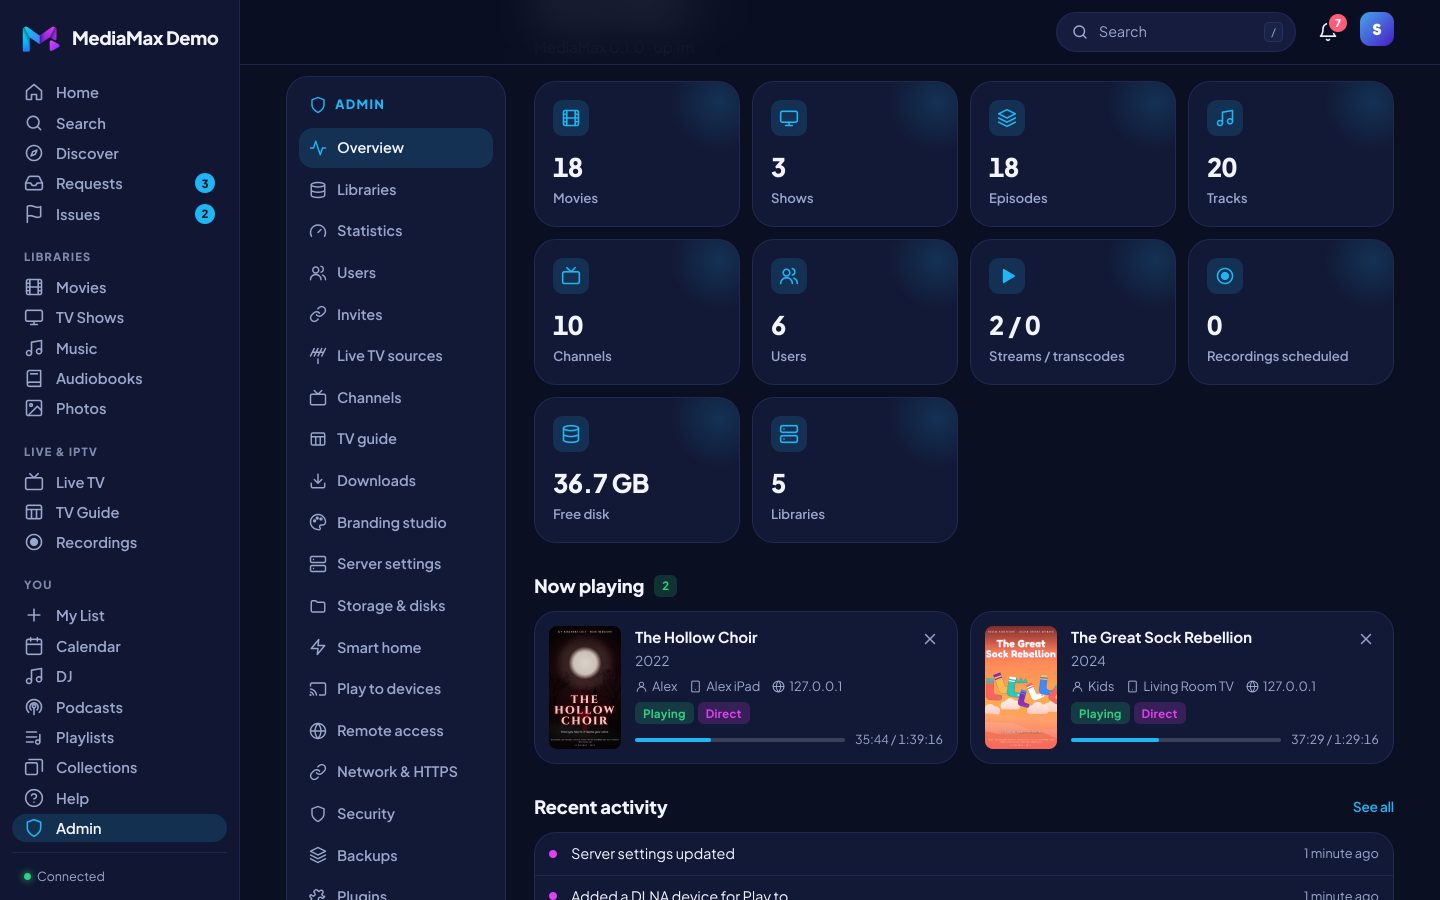 MediaMax Demo
Home
Search
Discover
Requests 3
Issues 2
LIBRARIES
Movies
TV Shows
Music
Audiobooks
Photos
LIVE & IPTV
Live TV
TV Guide
Recordings
YOU
My List
Calendar
DJ
Podcasts
Playlists
Collections
Help
Admin
Connected
Search /
7
S
ADMIN
Overview
Libraries
Statistics
Users
Invites
Live TV sources
Channels
TV guide
Downloads
Branding studio
Server settings
Storage & disks
Smart home
Play to devices
Remote access
Network & HTTPS
Security
Backups
Plugins
18
Movies
3
Shows
18
Episodes
20
Tracks
10
Channels
6
Users
2 / 0
Streams / transcodes
0
Recordings scheduled
36.7 GB
Free disk
5
Libraries
Now playing 2
THE
HOLLOW
CHOIR
The Hollow Choir
2022
Alex Alex iPad 127.0.0.1
Playing Direct
35:44 / 1:39:16
The Great
Sock Rebellion
The Great Sock Rebellion
2024
Kids Living Room TV 127.0.0.1
Playing Direct
37:29 / 1:29:16
Recent activity See all
Server settings updated 1 minute ago
Added a DLNA device for Play to 1 minute ago